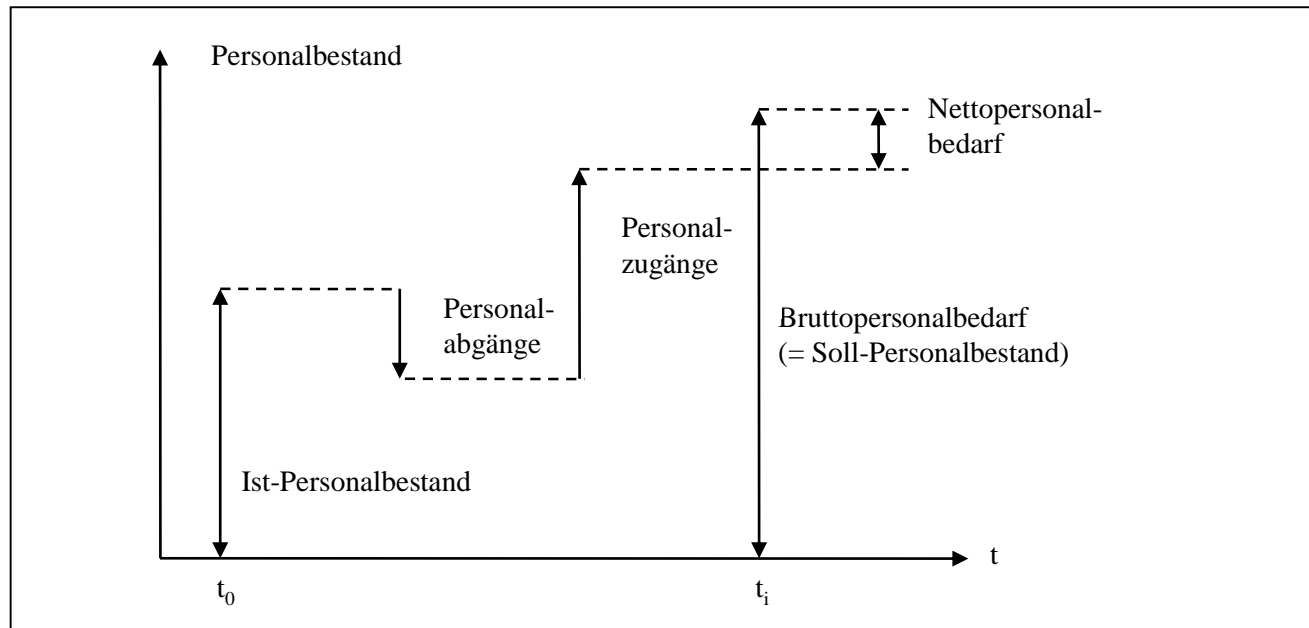 Personalbestand
Nettopersonal-
bedarf
Personal-
zugänge
Personal-
abgänge
Bruttopersonalbedarf
(= Soll-Personalbestand)
Ist-Personalbestand
t
t₀
tᵢ